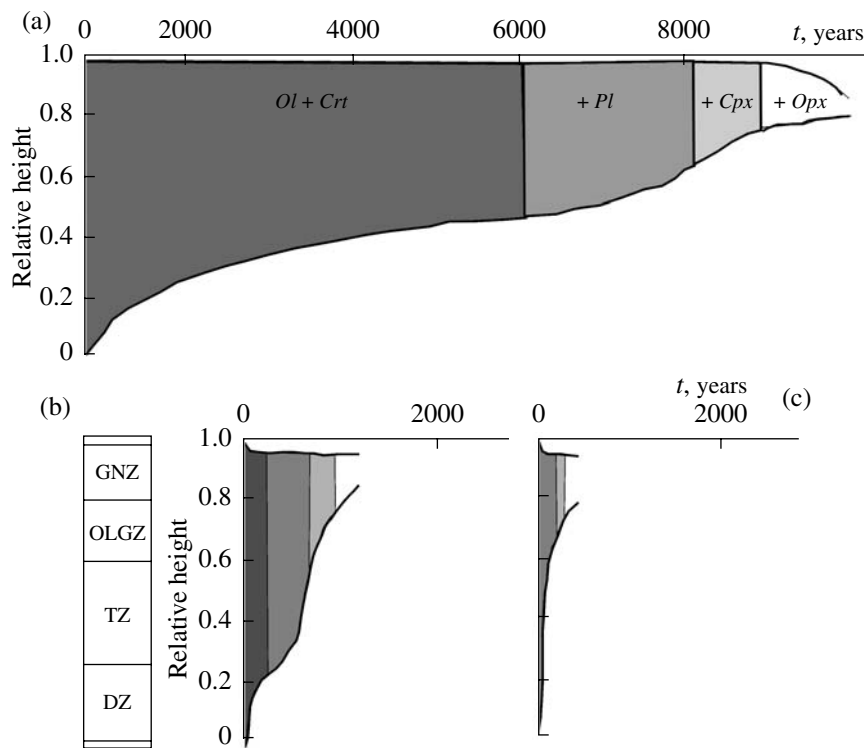 (a)
0 2000 4000 6000 8000 t, years
1.0
0.8
0.6
0.4
0.2
0
Relative height
Ol + Crt + Pl + Cpx + Opx
(b)
0 2000
1.0
0.8
0.6
0.4
0.2
0
Relative height
GNZ
OLGZ
TZ
DZ
t, years (c)
0 2000